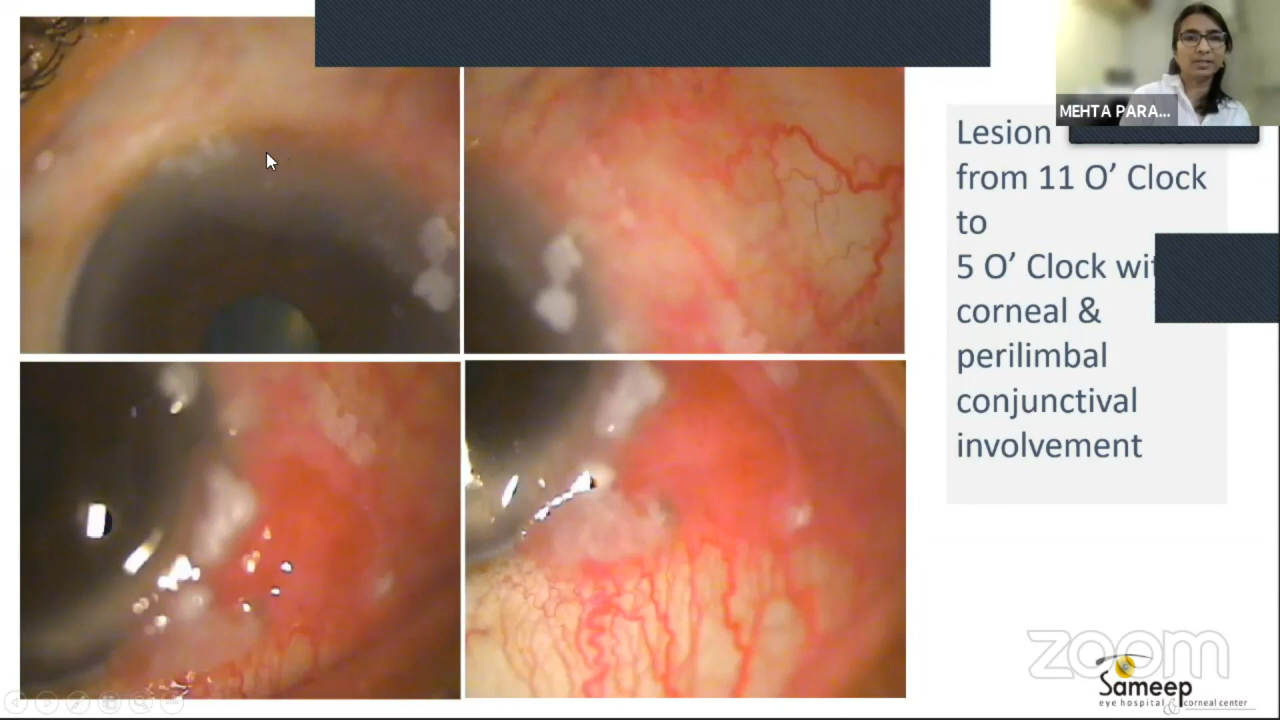 MEHTA PARA...
Lesion
from 11 O’ Clock
to
5 O’ Clock
corneal &
perilimbal
conjunctival
involvement
zoom
Sameep
eye hospital & corneal center